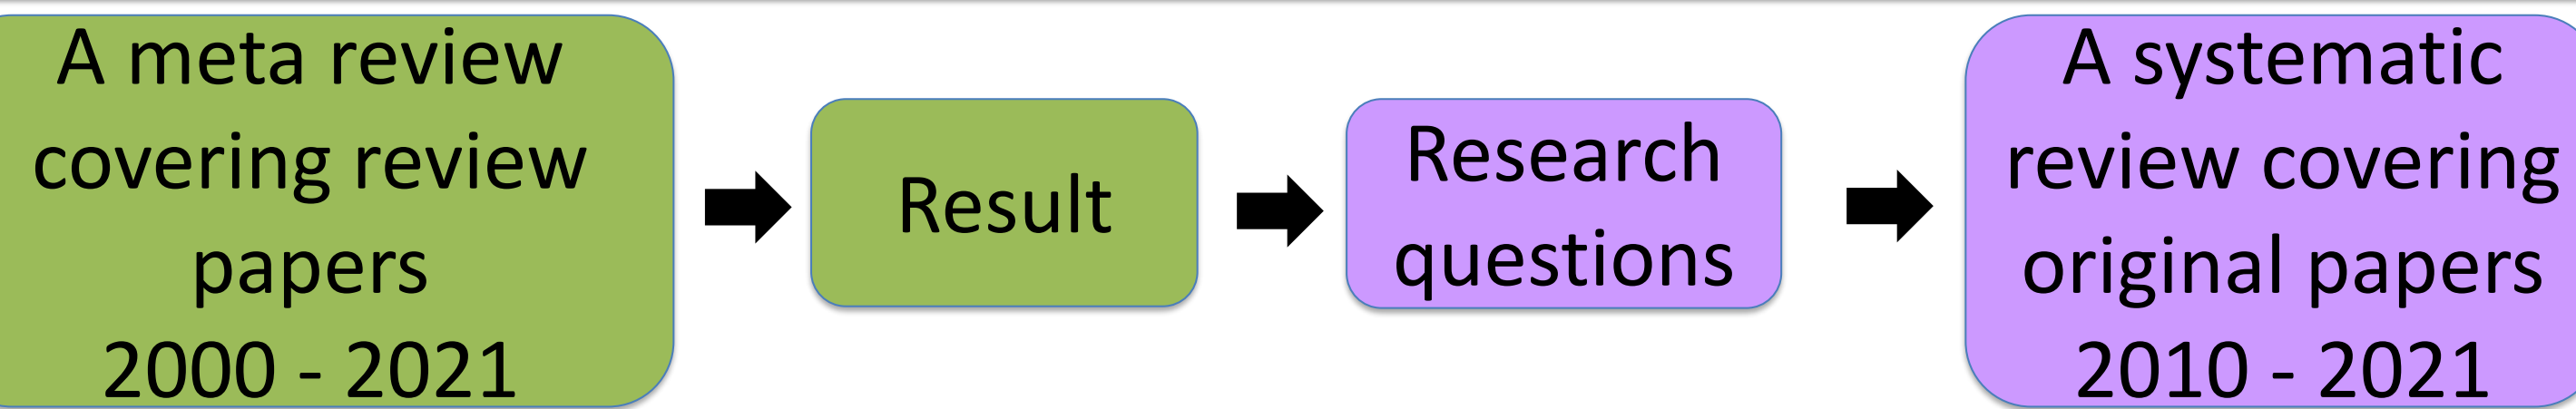 A meta review
covering review
papers
2000 - 2021
Result
Research
questions
A systematic
review covering
original papers
2010 - 2021